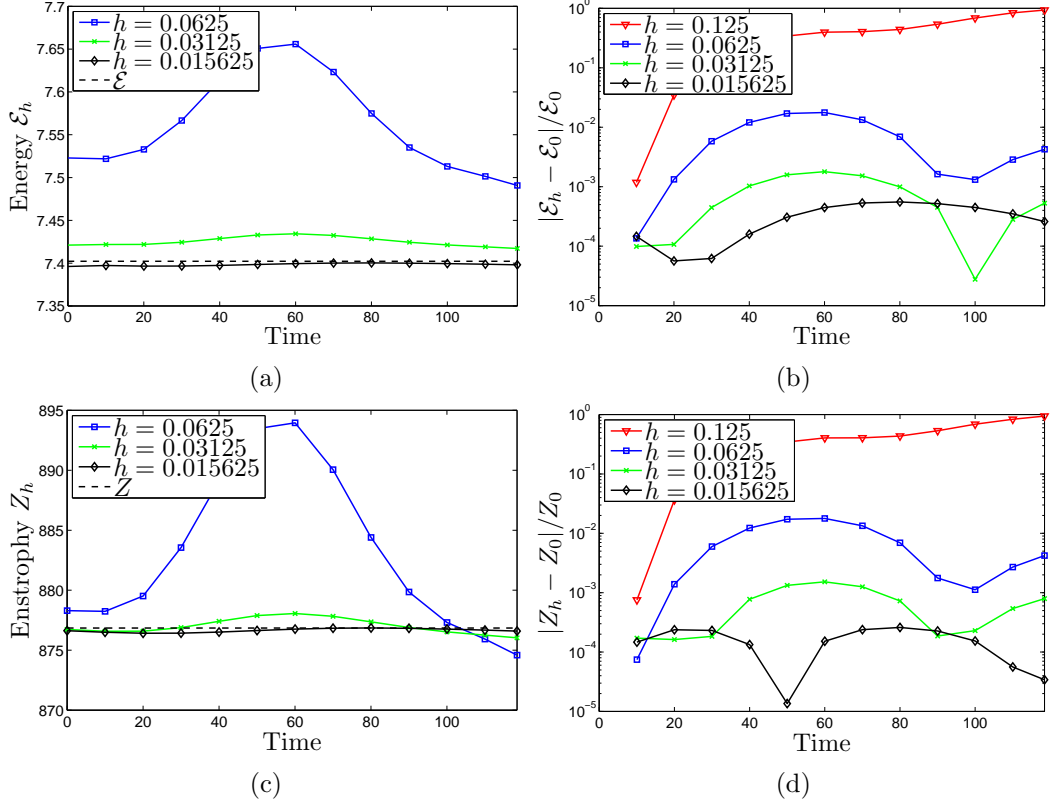 7.7
7.65
7.6
7.55
7.5
7.45
7.4
7.35
0 20 40 60 80 100
Energy ℰ_h
Time
h = 0.0625
h = 0.03125
h = 0.015625
ℰ
(a)
10^0
10^−1
10^−2
10^−3
10^−4
10^−5
0 20 40 60 80 100
|ℰ_h − ℰ_0|/ℰ_0
Time
h = 0.125
h = 0.0625
h = 0.03125
h = 0.015625
(b)
895
890
885
880
875
870
0 20 40 60 80 100
Enstrophy Z_h
Time
h = 0.0625
h = 0.03125
h = 0.015625
Z
(c)
10^0
10^−1
10^−2
10^−3
10^−4
10^−5
0 20 40 60 80 100
|Z_h − Z_0|/Z_0
Time
h = 0.125
h = 0.0625
h = 0.03125
h = 0.015625
(d)